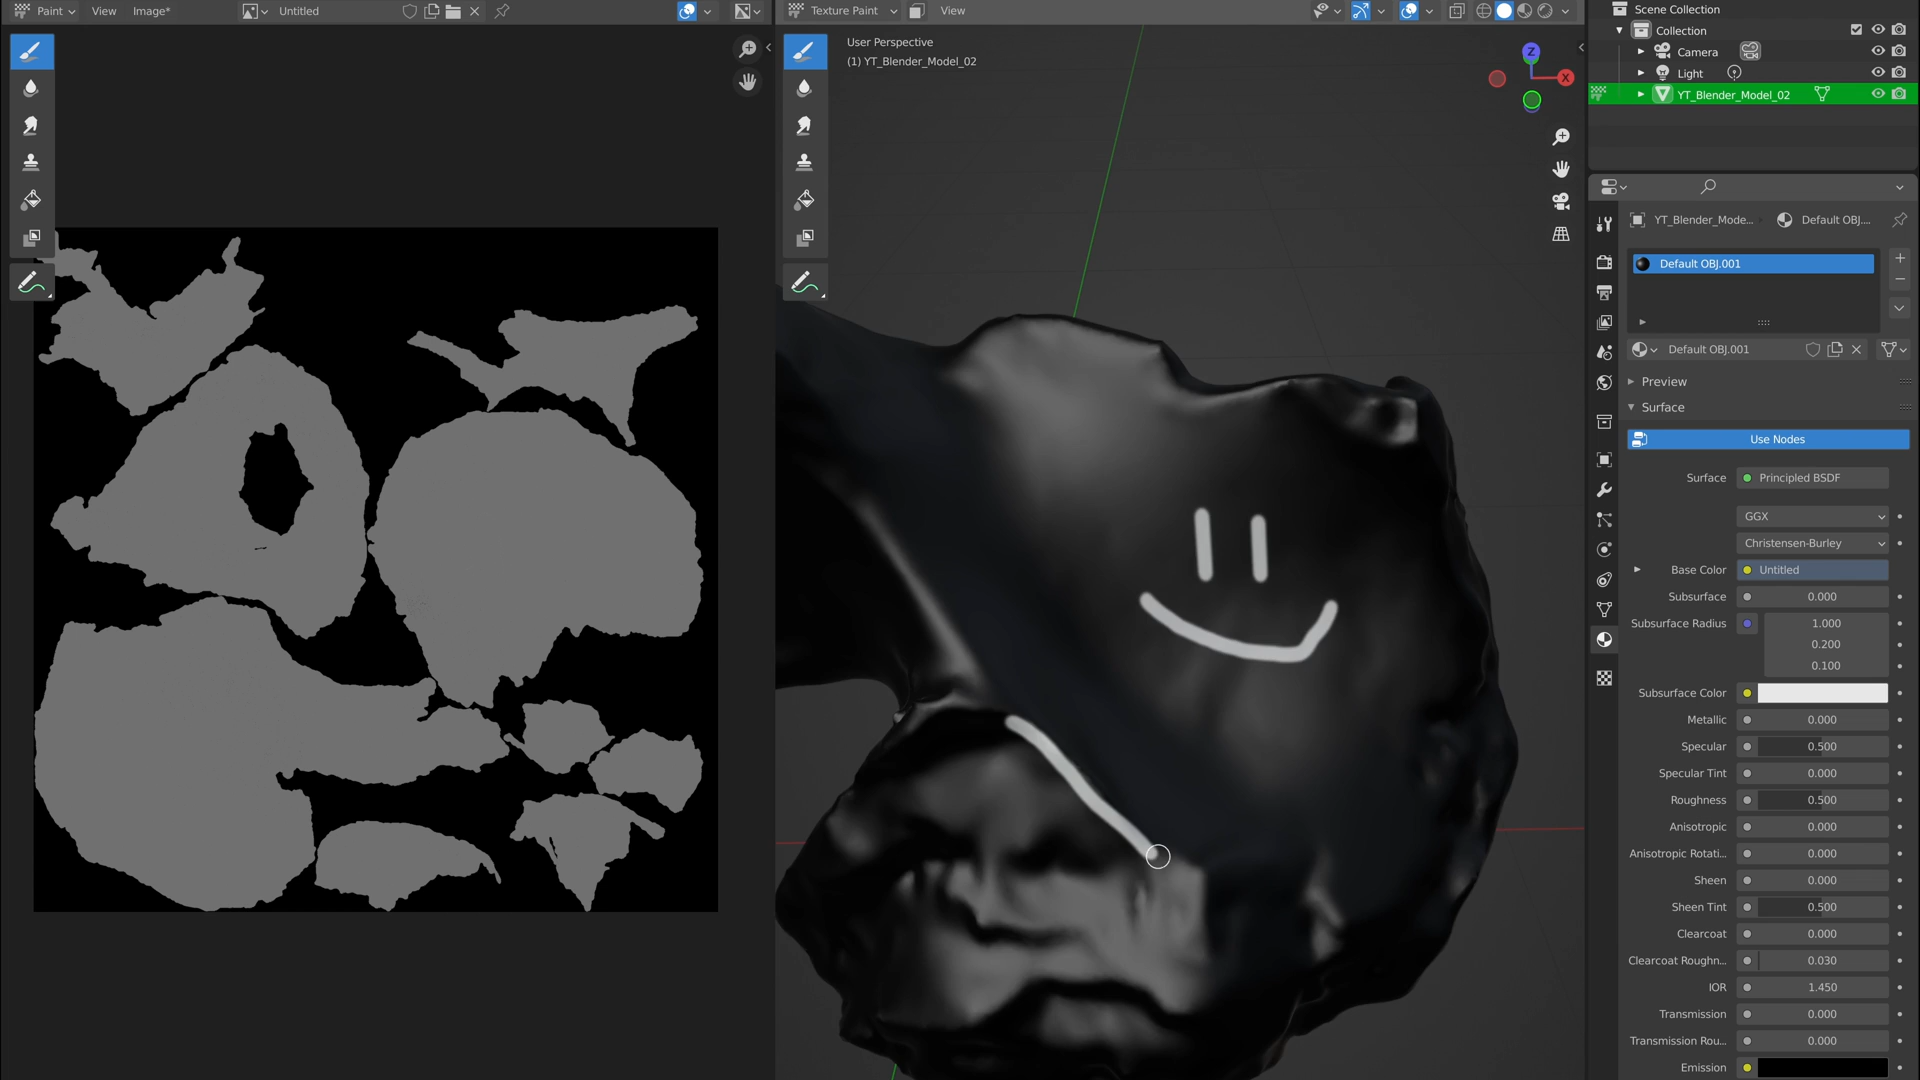 Paint View Image* Untitled
Texture Paint View
User Perspective
(1) YT_Blender_Model_02
Z
X
Scene Collection
Collection
Camera
Light
YT_Blender_Model_02
YT_Blender_Mode... Default OBJ....
Default OBJ.001
Default OBJ.001
Preview
Surface
Use Nodes
Surface Principled BSDF
GGX
Christensen-Burley
Base Color Untitled
Subsurface 0.000
Subsurface Radius 1.000
0.200
0.100
Subsurface Color
Metallic 0.000
Specular 0.500
Specular Tint 0.000
Roughness 0.500
Anisotropic 0.000
Anisotropic Rotati... 0.000
Sheen 0.000
Sheen Tint 0.500
Clearcoat 0.000
Clearcoat Roughn... 0.030
IOR 1.450
Transmission 0.000
Transmission Rou... 0.000
Emission